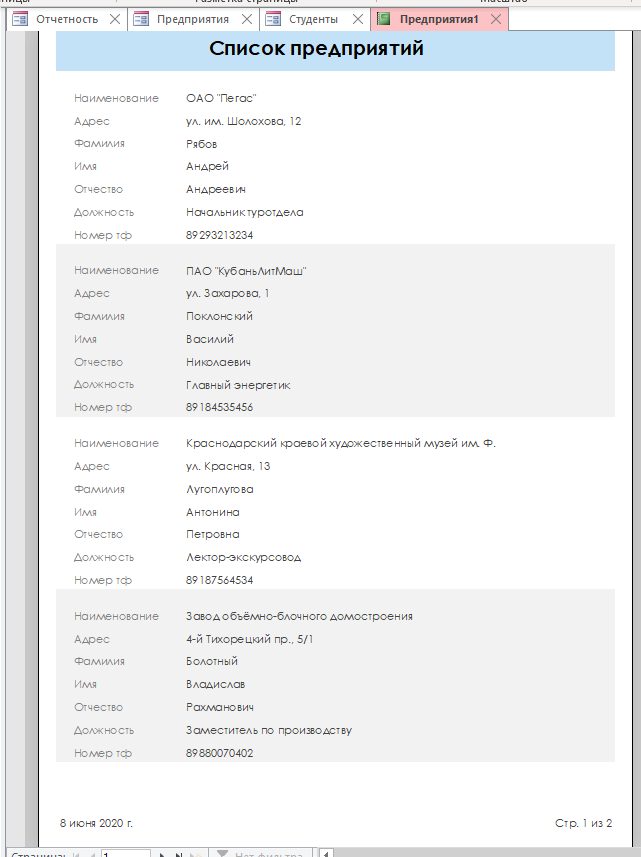 Отчетность Предприятия Студенты Предприятия1
Список предприятий
Наименование ОАО "Пегас"
Адрес ул. им. Шолохова, 12
Фамилия Рябов
Имя Андрей
Отчество Андреевич
Должность Начальник туротдела
Номер тф 89293213234
Наименование ПАО "КубаньЛитМаш"
Адрес ул. Захарова, 1
Фамилия Поклонский
Имя Василий
Отчество Николаевич
Должность Главный энергетик
Номер тф 89184535456
Наименование Краснодарский краевой художественный музей им. Ф.
Адрес ул. Красная, 13
Фамилия Лугоплугова
Имя Антонина
Отчество Петровна
Должность Лектор-экскурсовод
Номер тф 89187564534
Наименование Завод объёмно-блочного домостроения
Адрес 4-й Тихорецкий пр., 5/1
Фамилия Болотный
Имя Владислав
Отчество Рахманович
Должность Заместитель по производству
Номер тф 89880070402
8 июня 2020 г. Стр. 1 из 2
Страница: 1 Нет фильтра